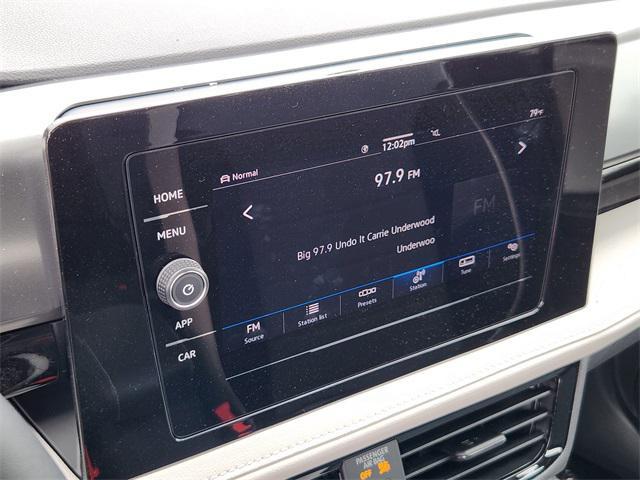 79°F
12:02pm
Normal
97.9 FM
HOME
MENU
FM
Big 97.9 Undo It Carrie Underwood
Underwoo
APP
CAR
FM
Source
Station list
Presets
Station
Tune
Settings
PASSENGER
AIR BAG
OFF